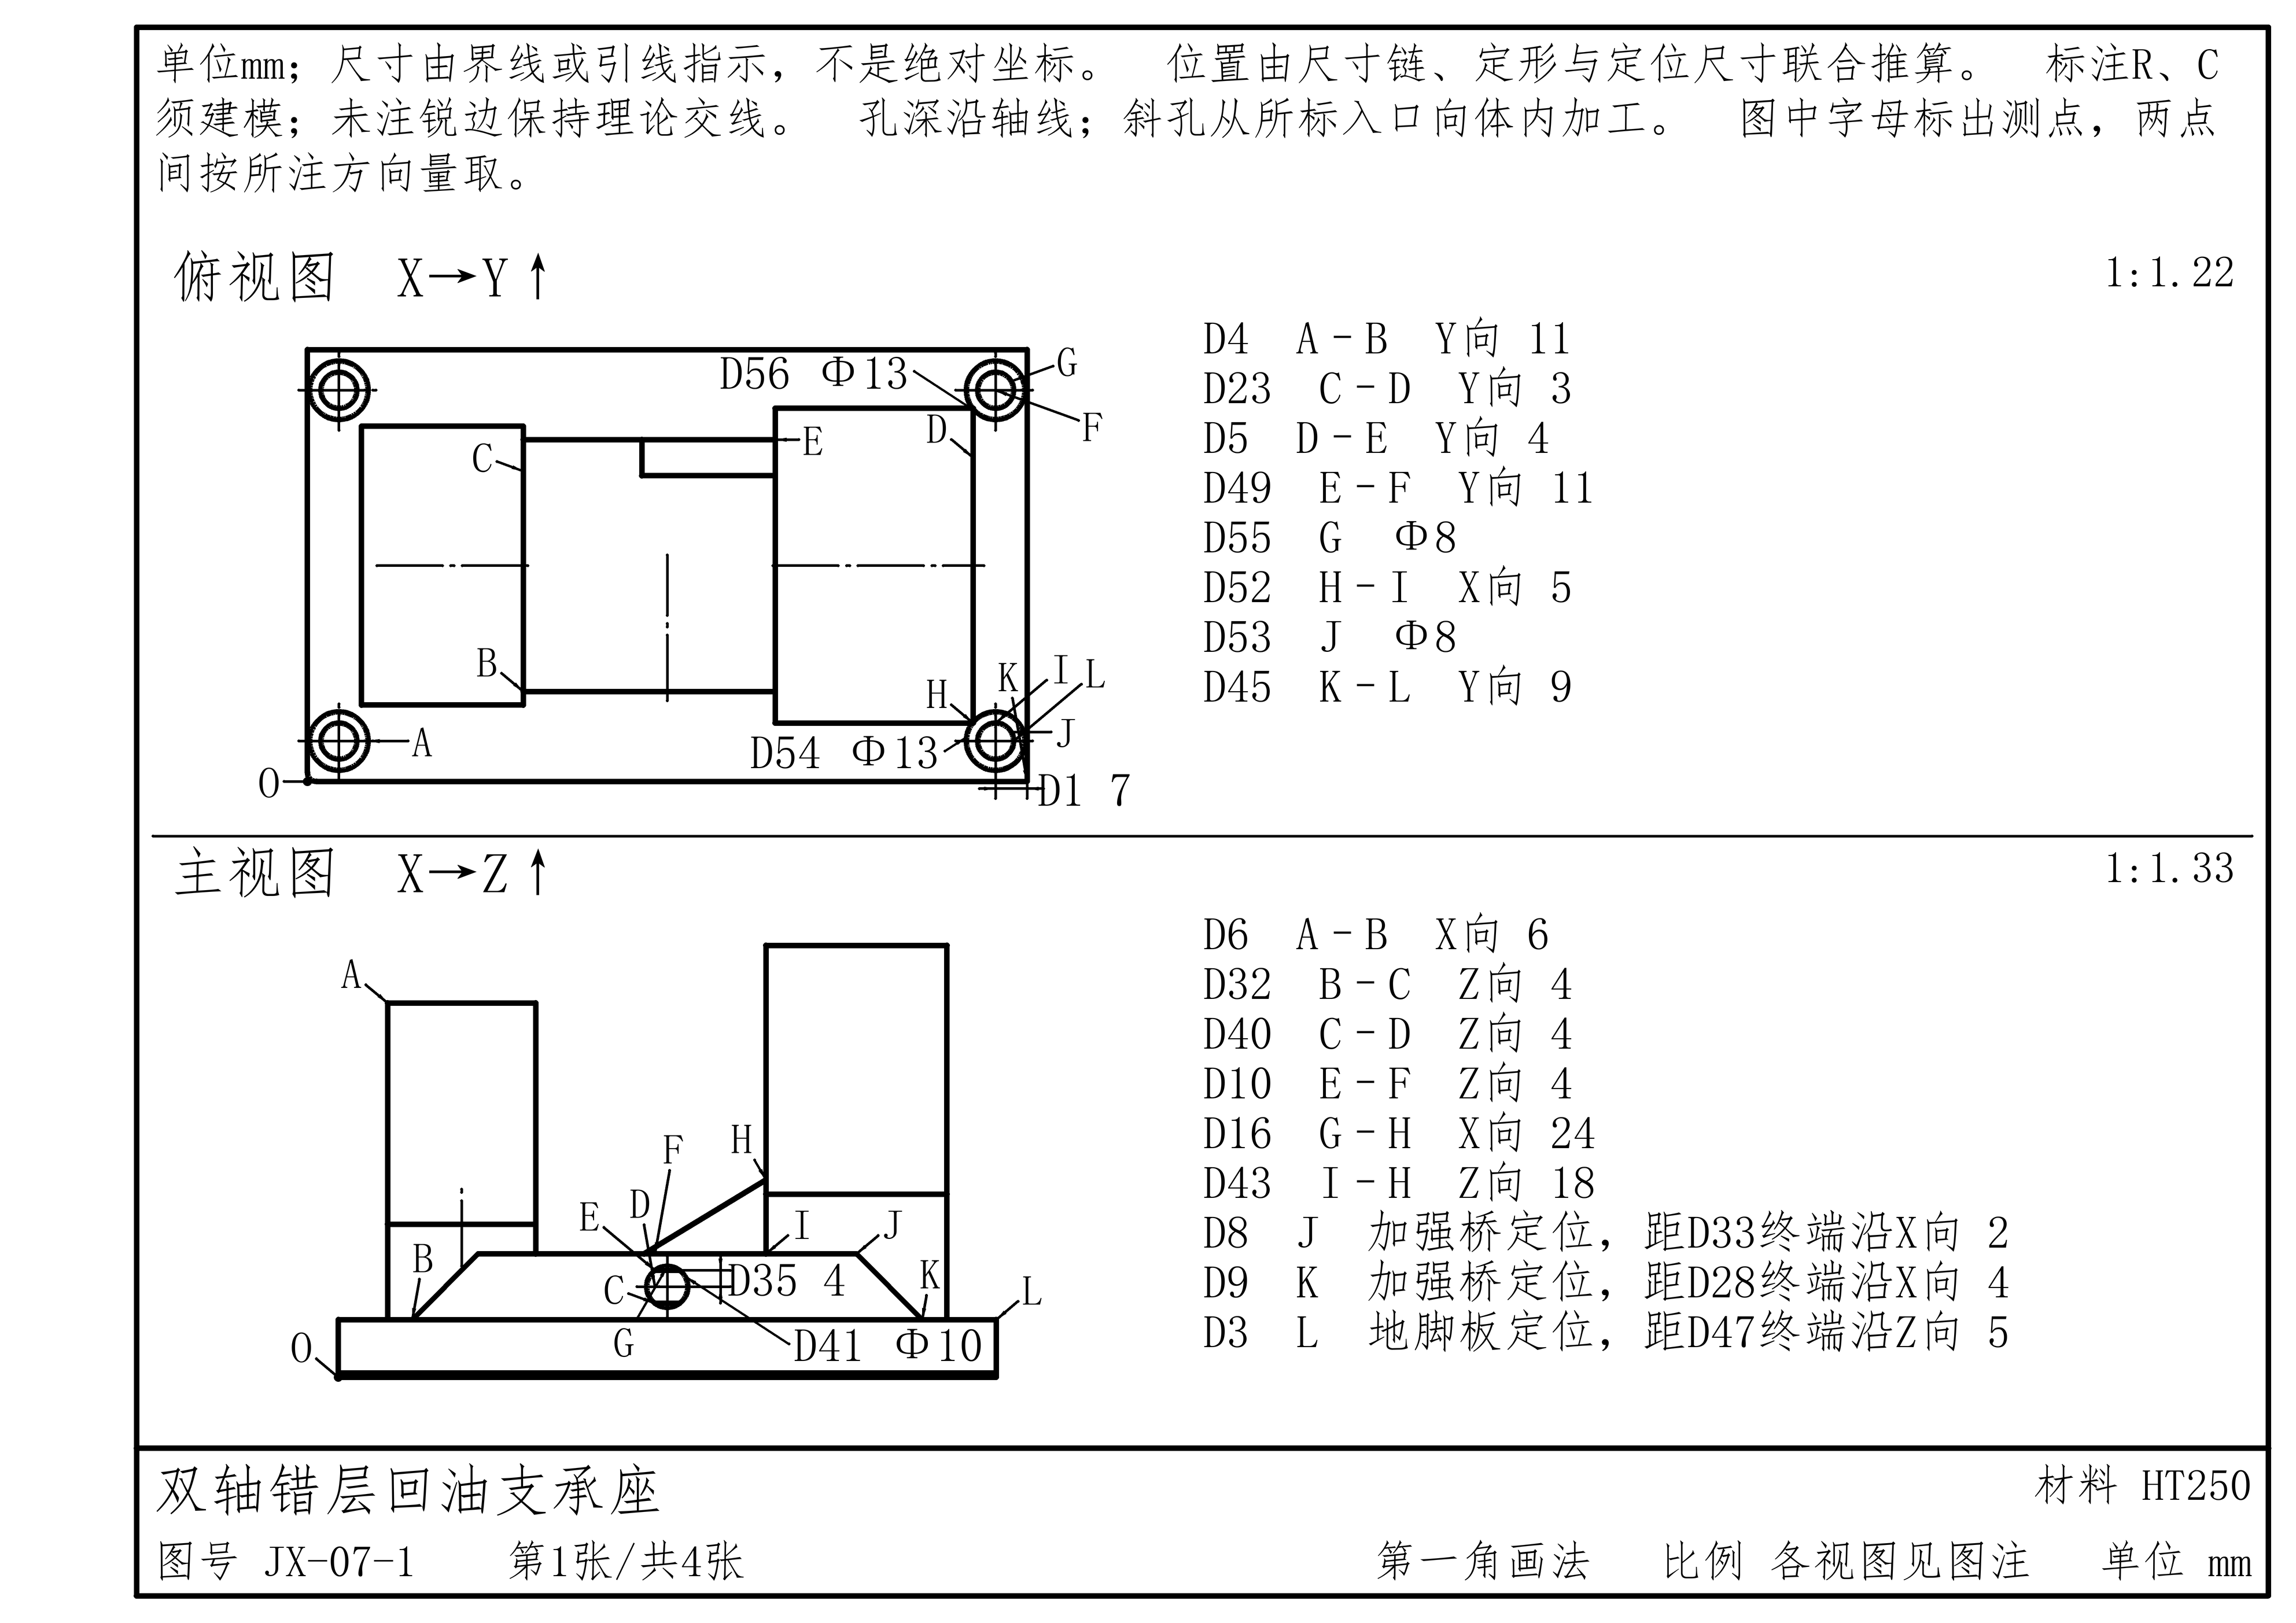 单位mm；尺寸由界线或引线指示，不是绝对坐标。 位置由尺寸链、定形与定位尺寸联合推算。 标注R、C
须建模；未注锐边保持理论交线。 孔深沿轴线；斜孔从所标入口向体内加工。 图中字母标出测点，两点
间按所注方向量取。
俯视图 X→Y↑ 1:1.22
D56 Φ13
G
F
E
D
C
B
H
K
I
L
J
A
D54 Φ13
O
D1 7
D4 A-B Y向 11
D23 C-D Y向 3
D5 D-E Y向 4
D49 E-F Y向 11
D55 G Φ8
D52 H-I X向 5
D53 J Φ8
D45 K-L Y向 9
主视图 X→Z↑ 1:1.33
A
F
H
E
D
I
J
B
C
D35 4
K
L
O
G
D41 Φ10
D6 A-B X向 6
D32 B-C Z向 4
D40 C-D Z向 4
D10 E-F Z向 4
D16 G-H X向 24
D43 I-H Z向 18
D8 J 加强桥定位，距D33终端沿X向 2
D9 K 加强桥定位，距D28终端沿X向 4
D3 L 地脚板定位，距D47终端沿Z向 5
双轴错层回油支承座 材料 HT250
图号 JX-07-1 第1张/共4张 第一角画法 比例 各视图见图注 单位 mm